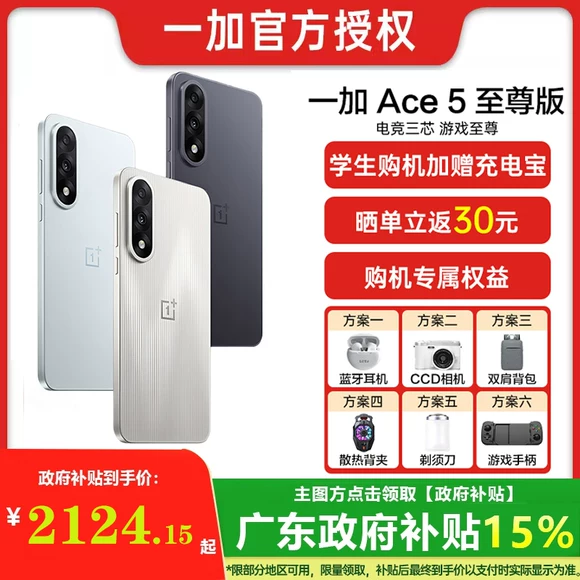 一加官方授权
一加 Ace 5 至尊版
电竞三芯 游戏至尊
学生购机加赠充电宝
晒单立返30元
购机专属权益
方案一 方案二 方案三
蓝牙耳机 CCD相机 双肩背包
方案四 方案五 方案六
散热背夹 剃须刀 游戏手柄
政府补贴到手价:
¥2124.15起
主图方点击领取【政府补贴】
广东政府补贴15%
*限部分地区可用，限量领取，补贴后最终到手价以支付时实际显示为准。